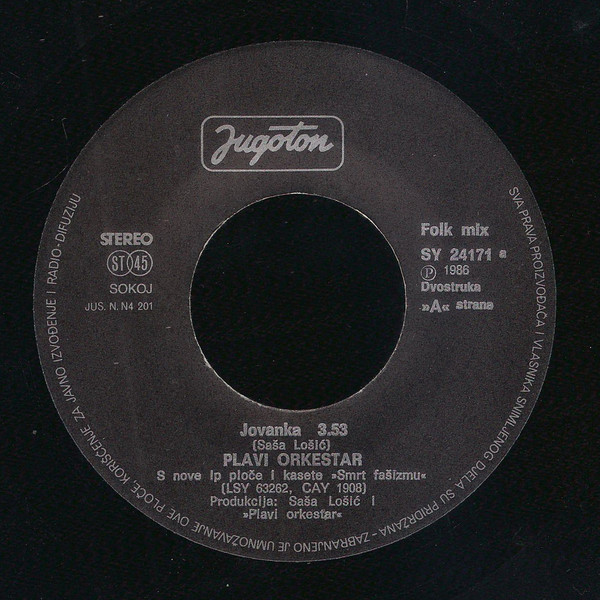 Jugoton
STEREO
ST 45
SOKOJ
JUS. N. N4 201
Folk mix
SY 24171 a
Ⓟ 1986
Dvostruka
»A« strana
Jovanka 3.53
(Saša Lošić)
PLAVI ORKESTAR
S nove lp ploče i kasete »Smrt fašizmu«
(LSY 63262, CAY 1908)
Produkcija: Saša Lošić i
»Plavi orkestar«
SVA PRAVA PROIZVOĐAČA I VLASNIKA SNIMLJENOG DJELA SU PRIDRŽANA - ZABRANJENO JE UMNOŽAVANJE OVE PLOČE, KORIŠĆENJE ZA JAVNO IZVOĐENJE I RADIO-DIFUZIJU